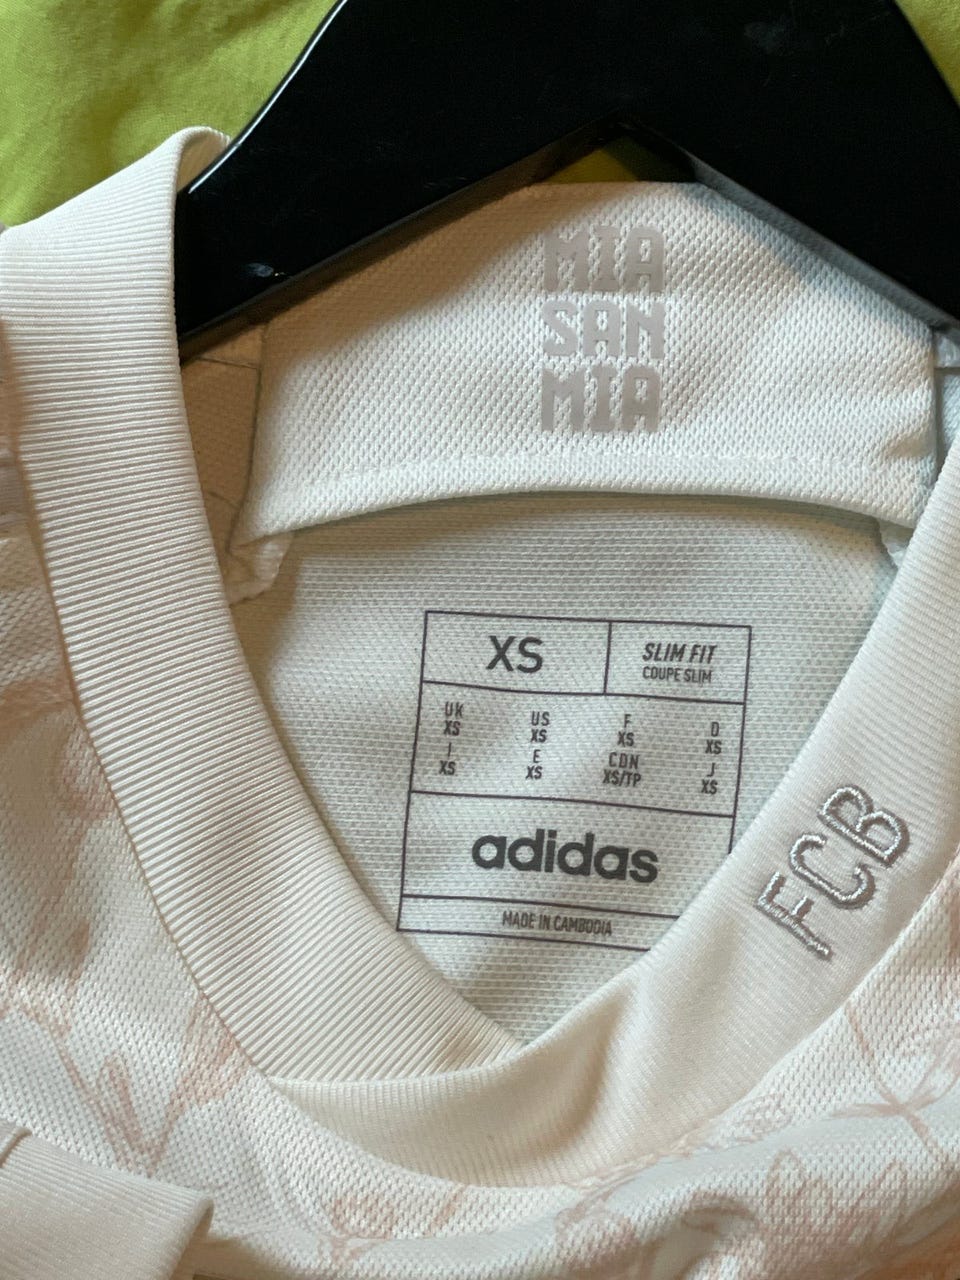 MIA
SAN
MIA
XS
SLIM FIT
COUPE SLIM
UK US F D
XS XS XS XS
I E CDN J
XS XS XS/TP XS
adidas
MADE IN CAMBODIA
FCB